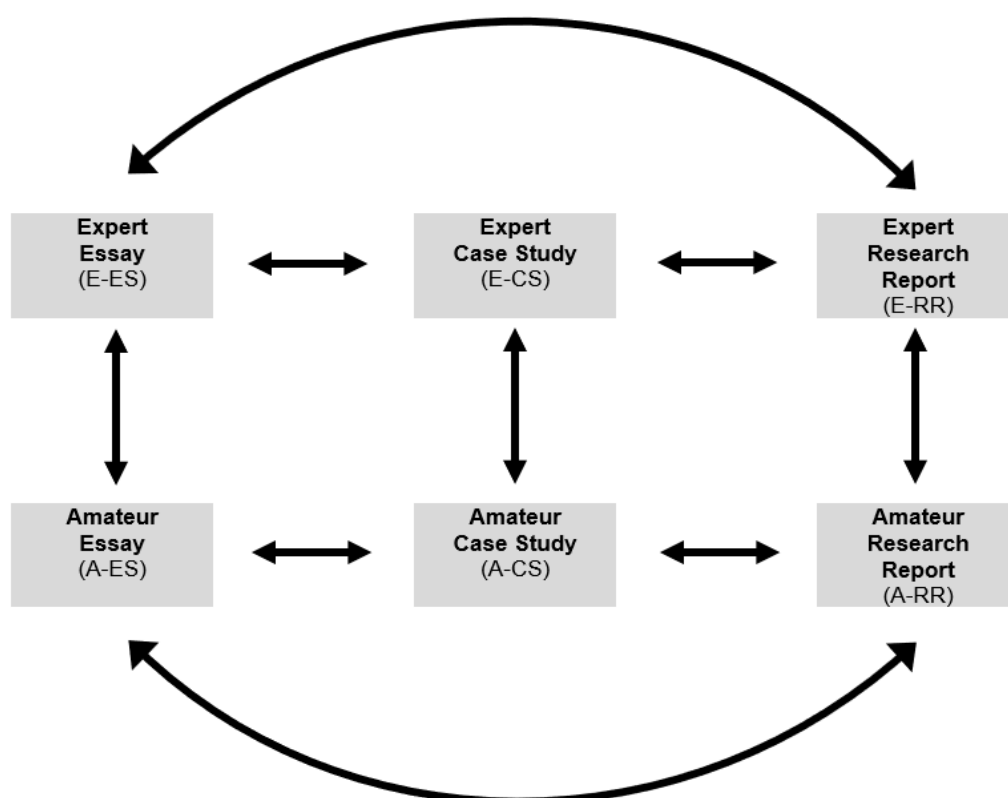 Expert
Essay
(E-ES)
Expert
Case Study
(E-CS)
Expert
Research
Report
(E-RR)
Amateur
Essay
(A-ES)
Amateur
Case Study
(A-CS)
Amateur
Research
Report
(A-RR)